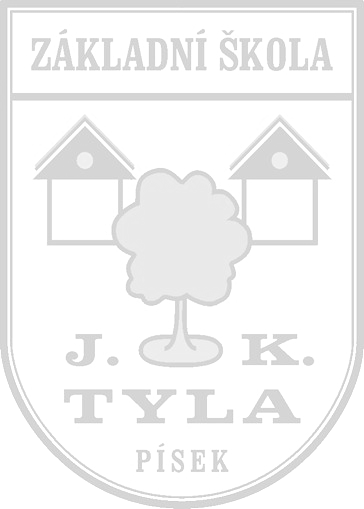 ZÁKLADNÍ ŠKOLA
J. K.
TYLA
PÍSEK